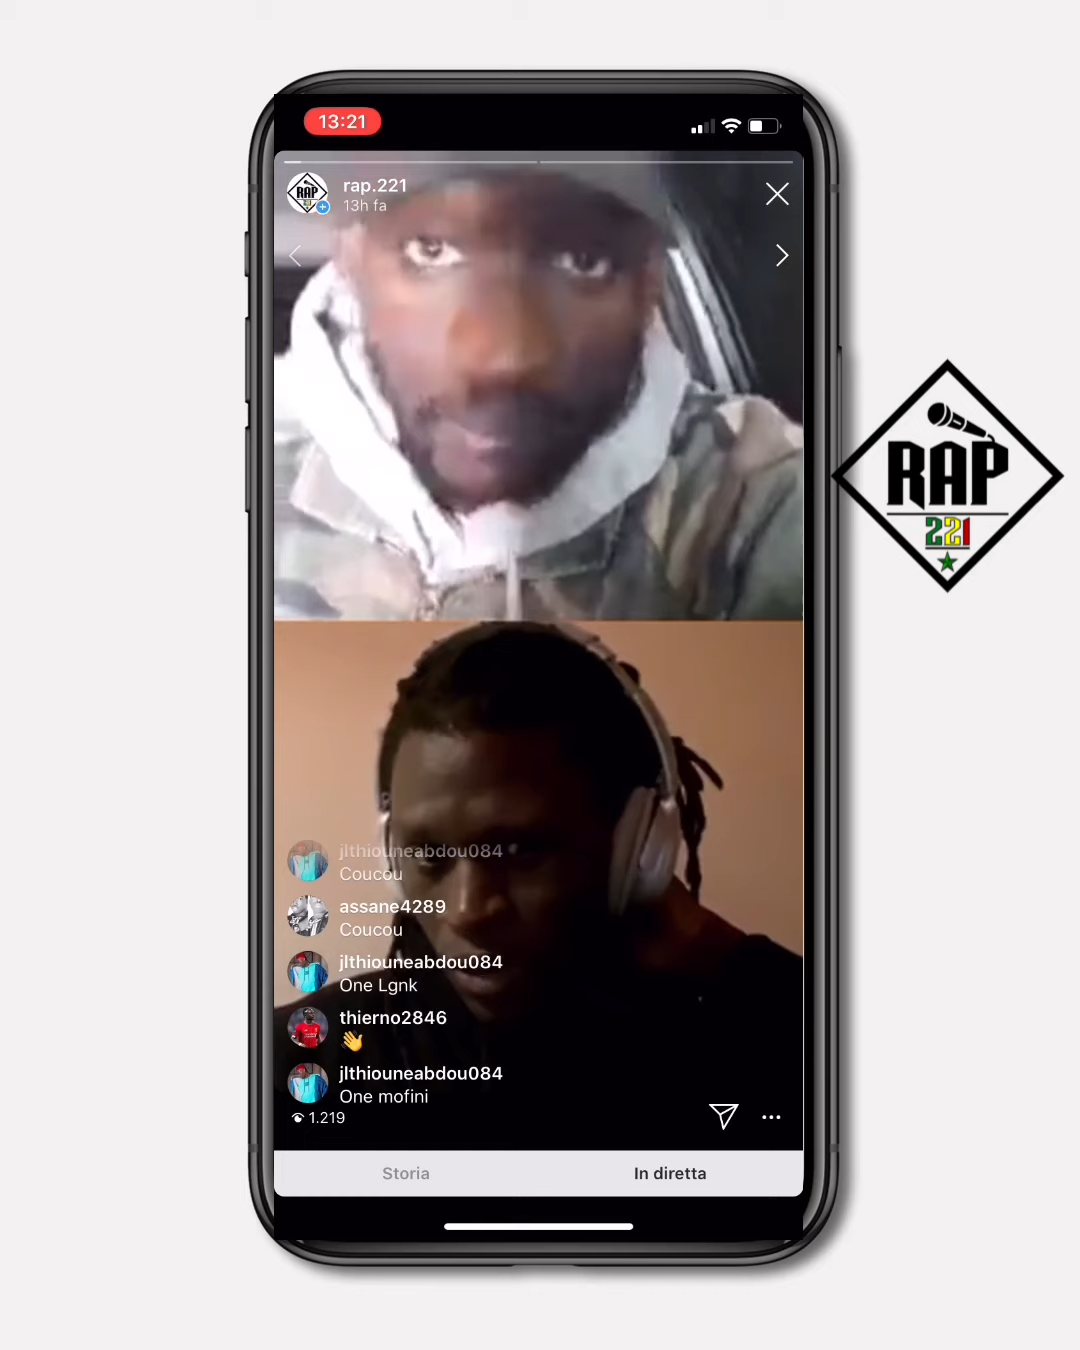 13:21
RAP
rap.221
13h fa
RAP
221
jlthiouneabdou084
Coucou
assane4289
Coucou
jlthiouneabdou084
One Lgnk
thierno2846
👋
jlthiouneabdou084
One mofini
1.219
Storia
In diretta